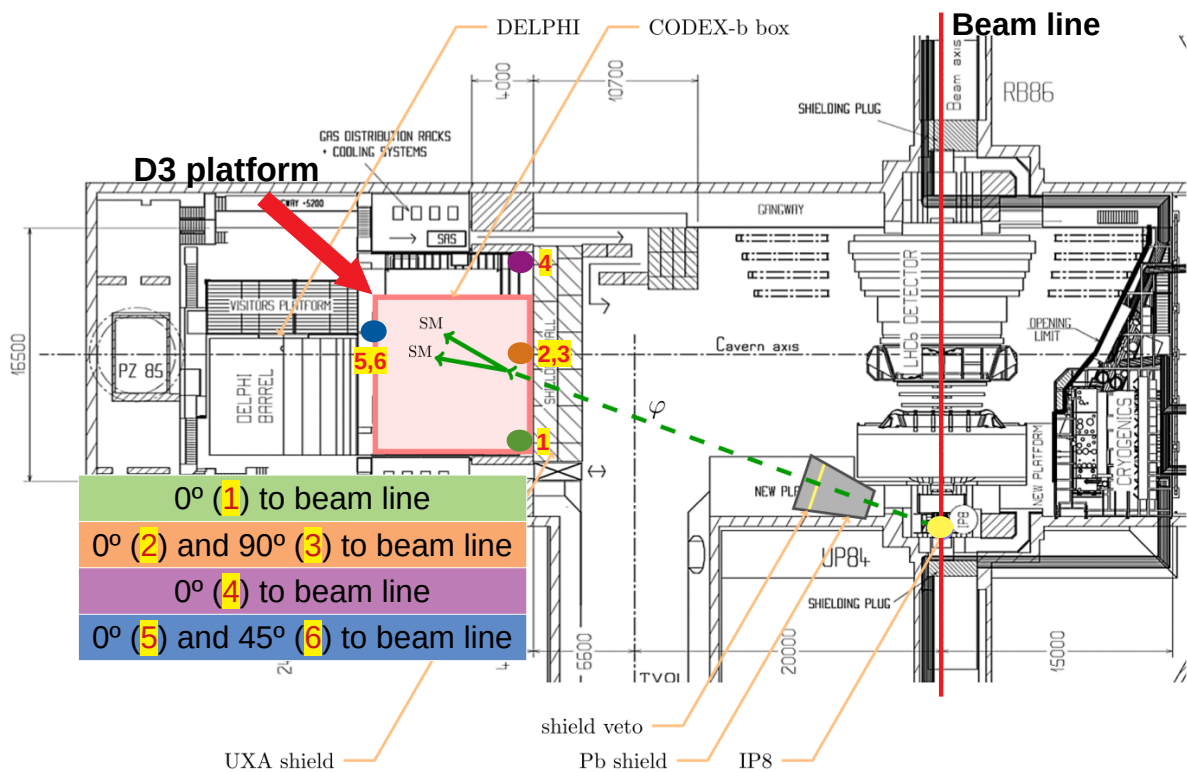 DELPHI
CODEX-b box
Beam line
4000
10700
Beam axis
RB86
SHIELDING PLUG
GAS DISTRIBUTION RACKS
+ COOLING SYSTEMS
D3 platform
GANGWAY
SAS
4
16500
VISITORS PLATFORM
LHCb DETECTOR
OPENING
LIMIT
SM
SM
Cavern axis
5,6
2,3
PZ 85
DELPHI
BARREL
φ
CRYOGENICS
1
NEW PLATFORM
0º (1) to beam line
IP8
0º (2) and 90º (3) to beam line
UP84
0º (4) to beam line
SHIELDING PLUG
0º (5) and 45º (6) to beam line
6600
20000
15000
shield veto
UXA shield
Pb shield
IP8